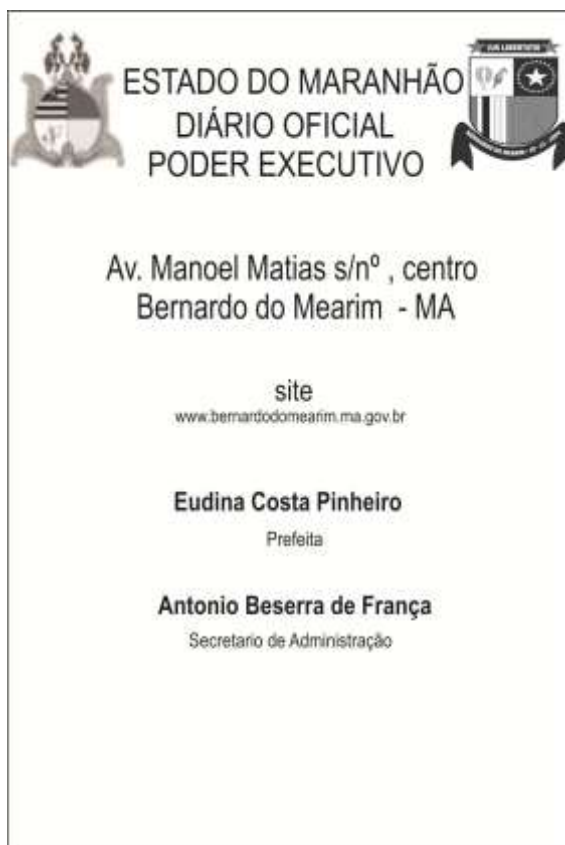 ESTADO DO MARANHÃO
DIÁRIO OFICIAL
PODER EXECUTIVO
Av. Manoel Matias s/nº , centro
Bernardo do Mearim - MA
site
www.bernardodomearim.ma.gov.br
Eudina Costa Pinheiro
Prefeita
Antonio Beserra de França
Secretario de Administração